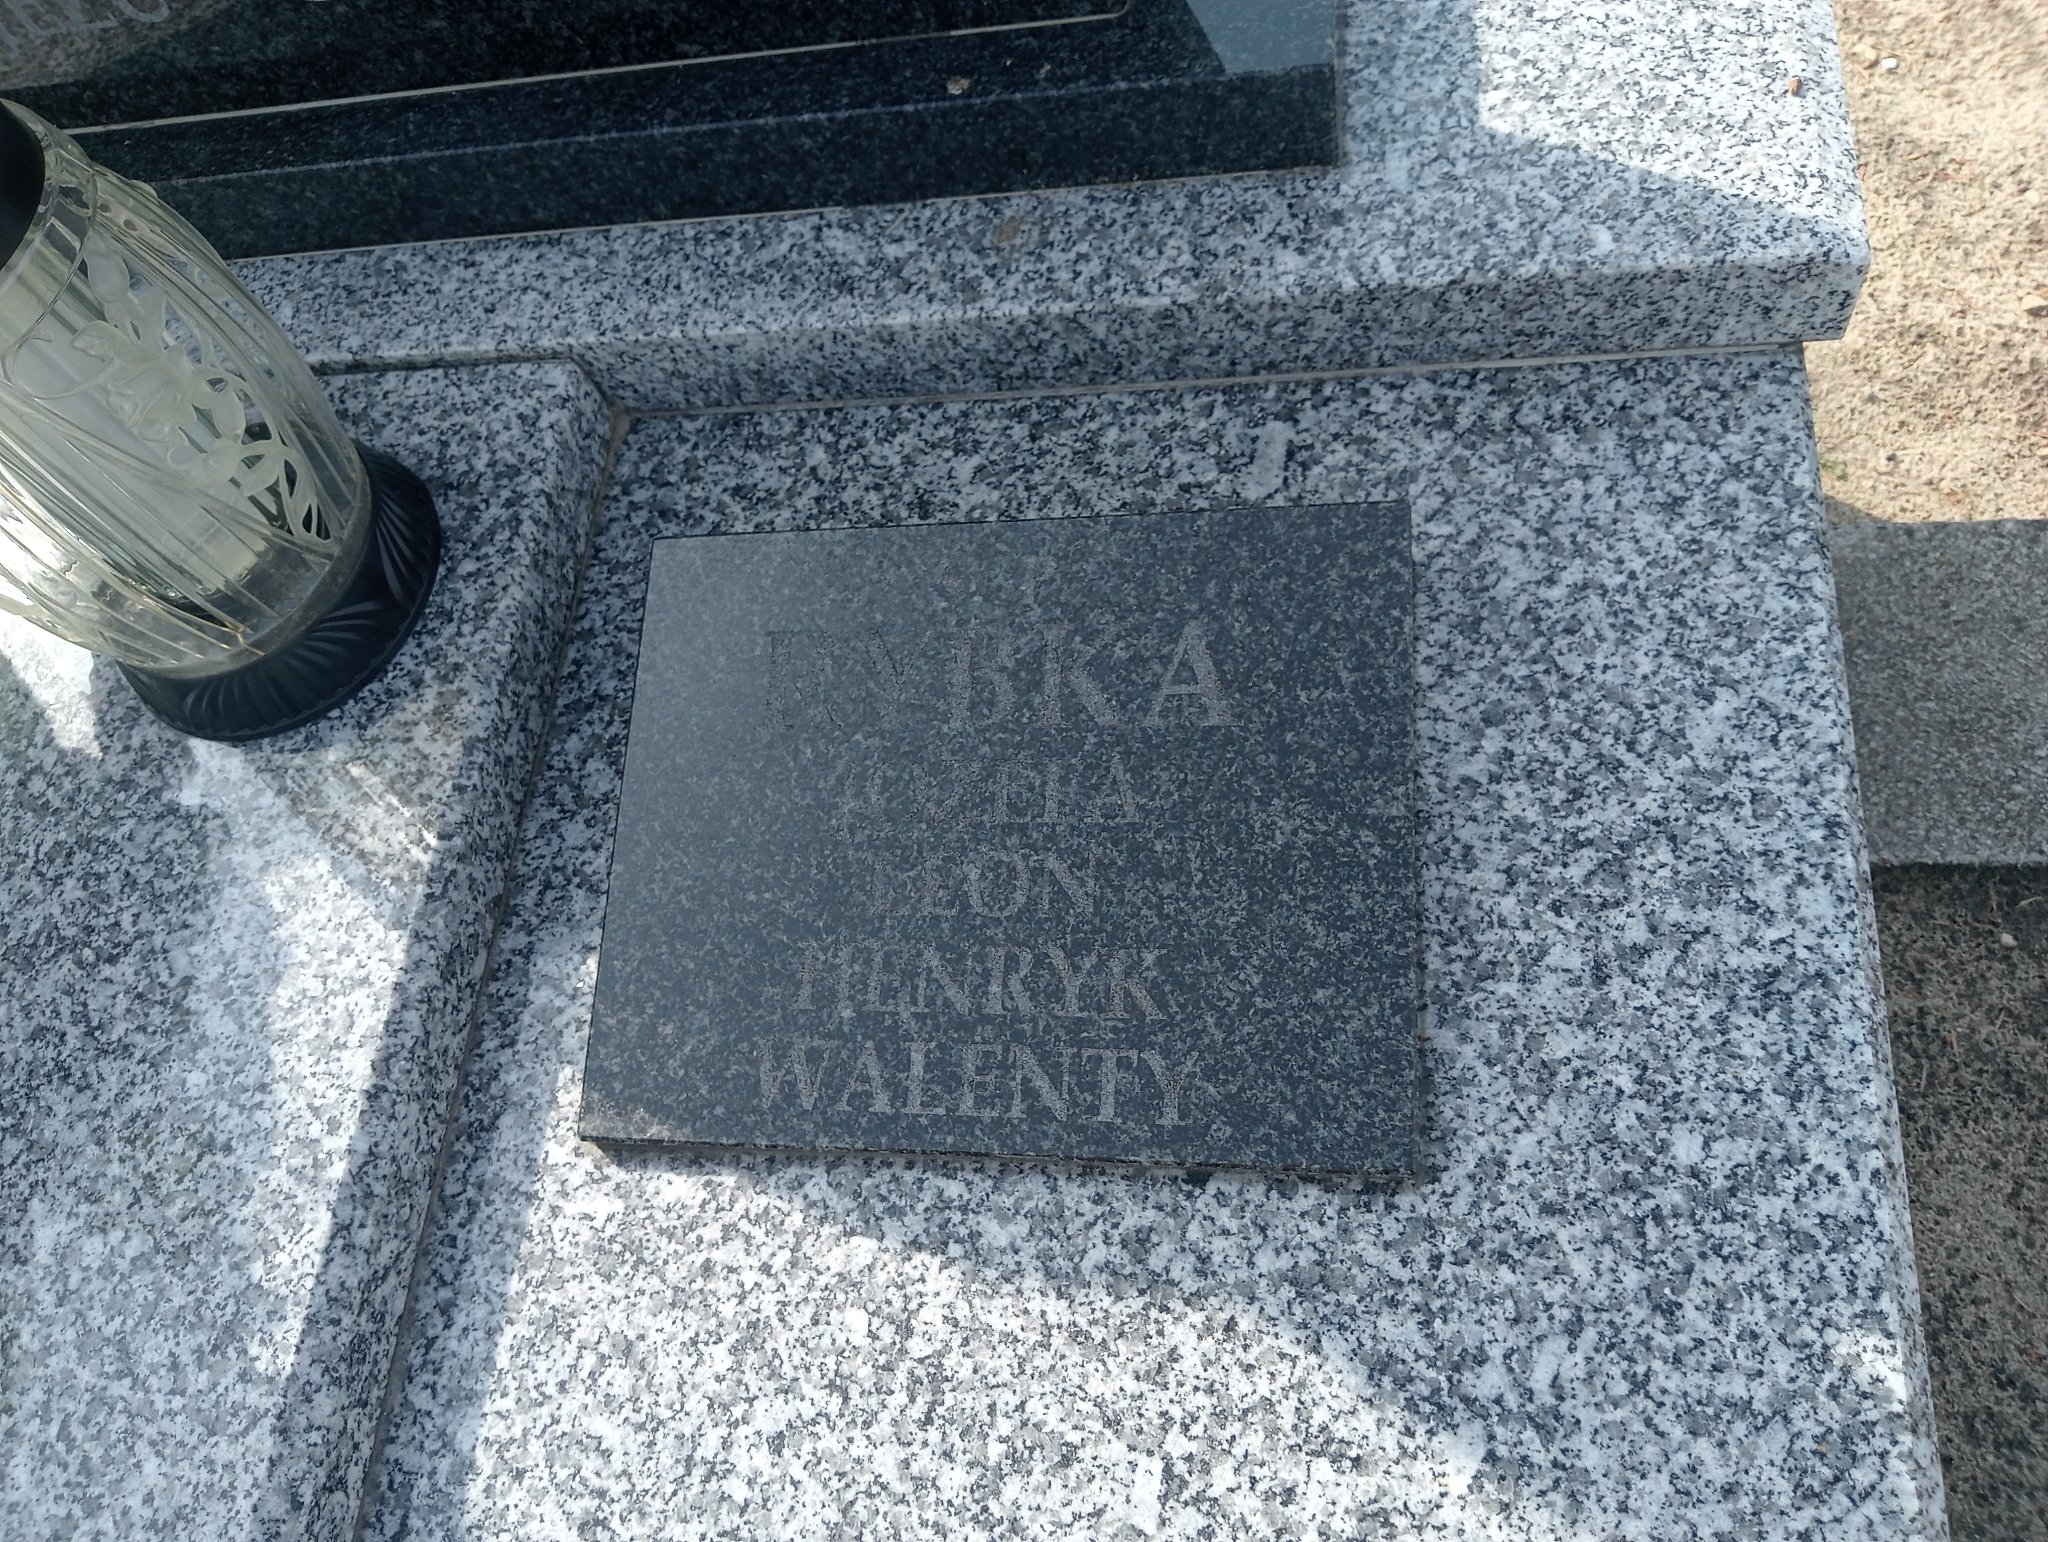 RYBKA
JÓZEFA
LEON
HENRYK
WALENTY